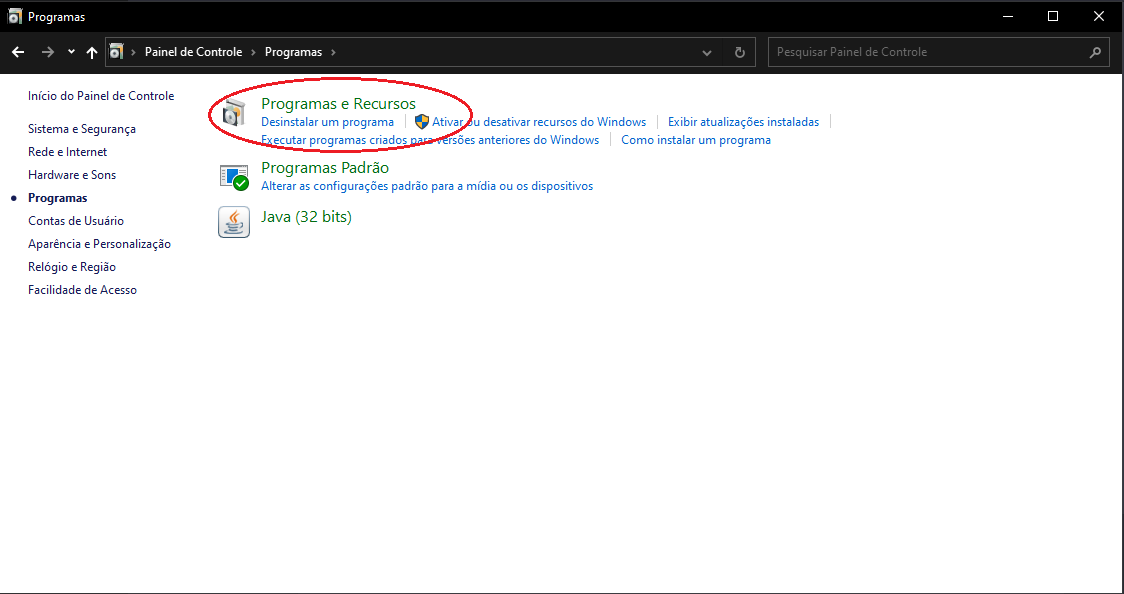 Programas
Painel de Controle > Programas >
Pesquisar Painel de Controle
Início do Painel de Controle
Sistema e Segurança
Rede e Internet
Hardware e Sons
Programas
Contas de Usuário
Aparência e Personalização
Relógio e Região
Facilidade de Acesso
Programas e Recursos
Desinstalar um programa | Ativar ou desativar recursos do Windows | Exibir atualizações instaladas |
Executar programas criados para versões anteriores do Windows | Como instalar um programa
Programas Padrão
Alterar as configurações padrão para a mídia ou os dispositivos
Java (32 bits)